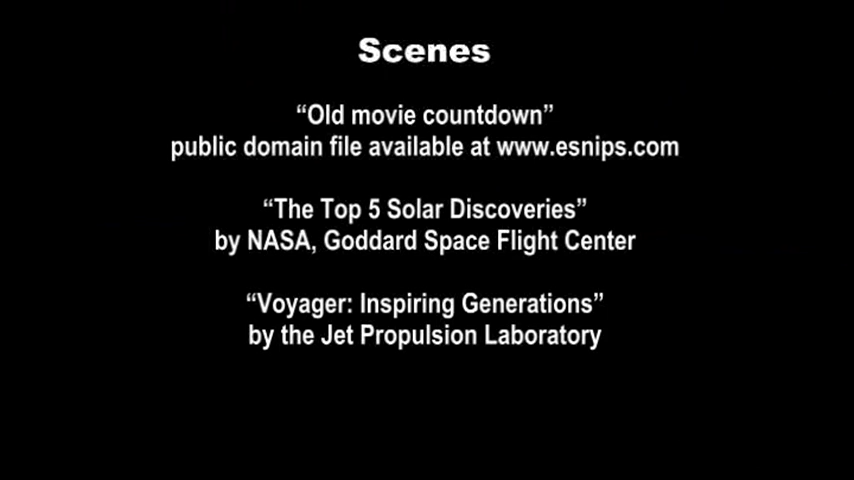 Scenes
“Old movie countdown”
public domain file available at www.esnips.com
“The Top 5 Solar Discoveries”
by NASA, Goddard Space Flight Center
“Voyager: Inspiring Generations”
by the Jet Propulsion Laboratory